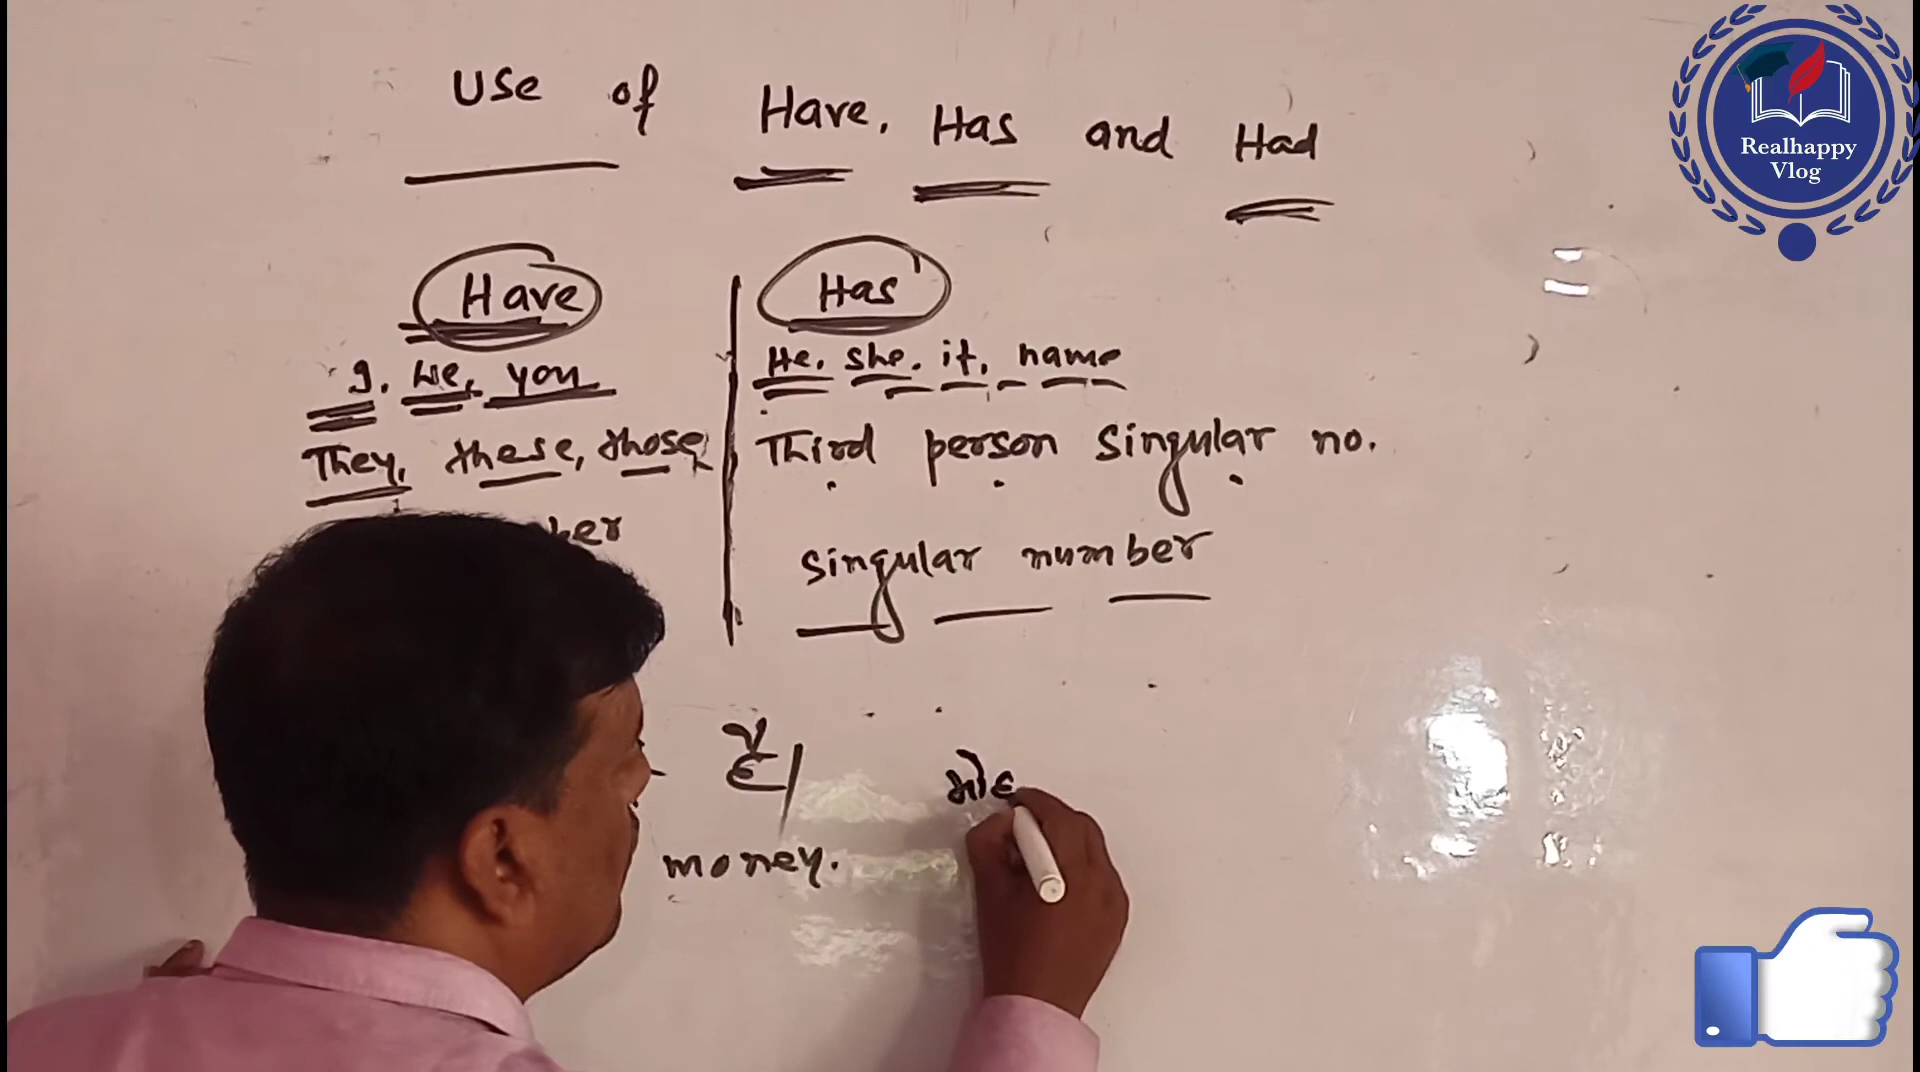 Use of Have, Has and Had
Have
I, we, you
They, these, those,
Has
He, she, it, name
Third person singular no.
singular number
हैं।
money.
मोह
Realhappy
Vlog